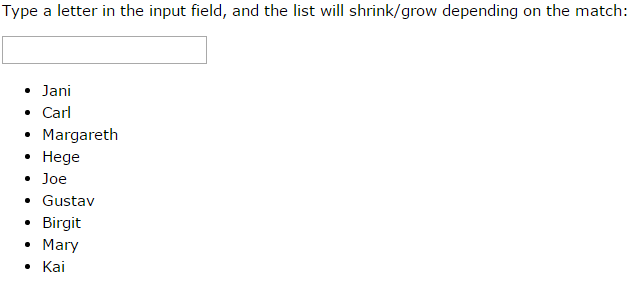 Type a letter in the input field, and the list will shrink/grow depending on the match:
Jani
Carl
Margareth
Hege
Joe
Gustav
Birgit
Mary
Kai